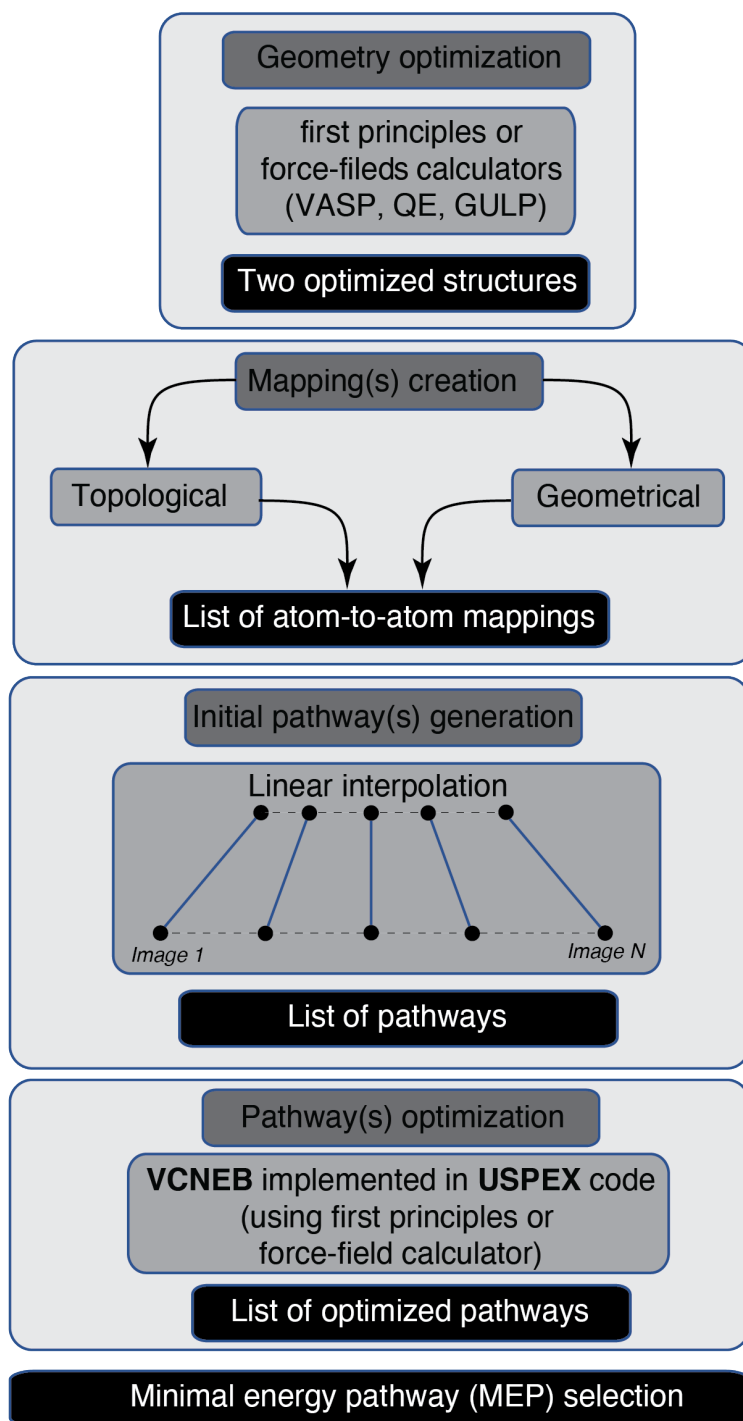 Geometry optimization
first principles or
force-fileds calculators
(VASP, QE, GULP)
Two optimized structures
Mapping(s) creation
Topological
Geometrical
List of atom-to-atom mappings
Initial pathway(s) generation
Linear interpolation
Image 1
Image N
List of pathways
Pathway(s) optimization
VCNEB implemented in USPEX code
(using first principles or
force-field calculator)
List of optimized pathways
Minimal energy pathway (MEP) selection